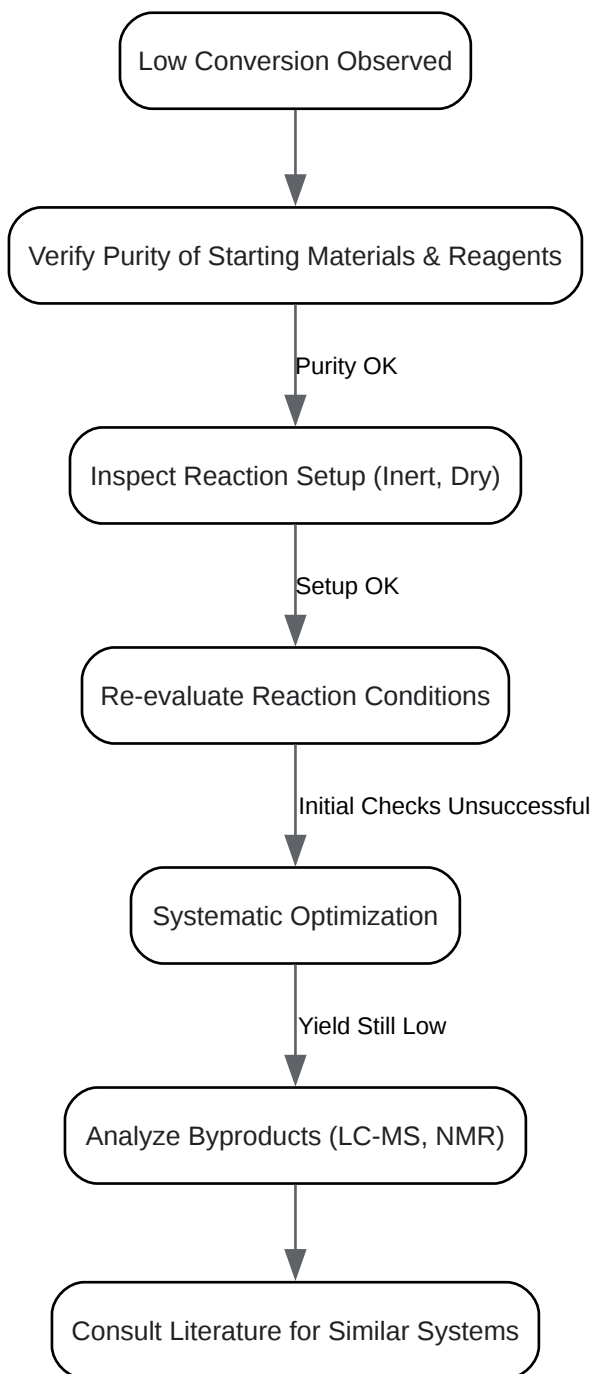 Low Conversion Observed
Verify Purity of Starting Materials & Reagents
Purity OK
Inspect Reaction Setup (Inert, Dry)
Setup OK
Re-evaluate Reaction Conditions
Initial Checks Unsuccessful
Systematic Optimization
Yield Still Low
Analyze Byproducts (LC-MS, NMR)
Consult Literature for Similar Systems